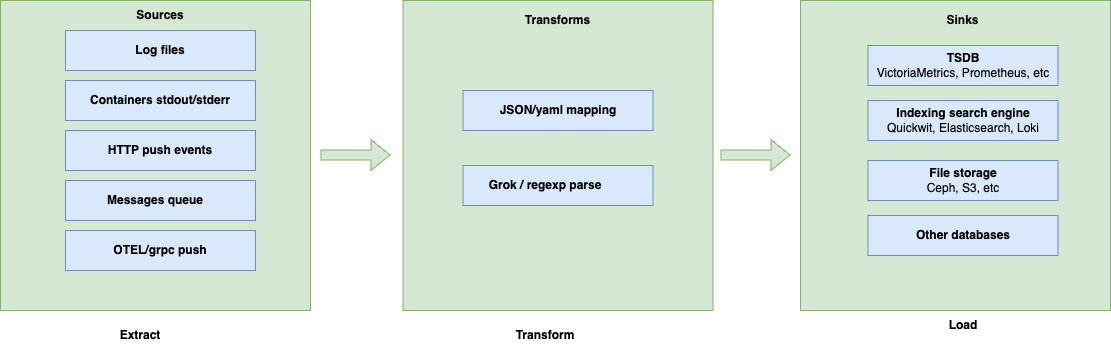 Sources
Log files
Containers stdout/stderr
HTTP push events
Messages queue
OTEL/grpc push
Extract
Transforms
JSON/yaml mapping
Grok / regexp parse
Transform
Sinks
TSDB
VictoriaMetrics, Prometheus, etc
Indexing search engine
Quickwit, Elasticsearch, Loki
File storage
Ceph, S3, etc
Other databases
Load